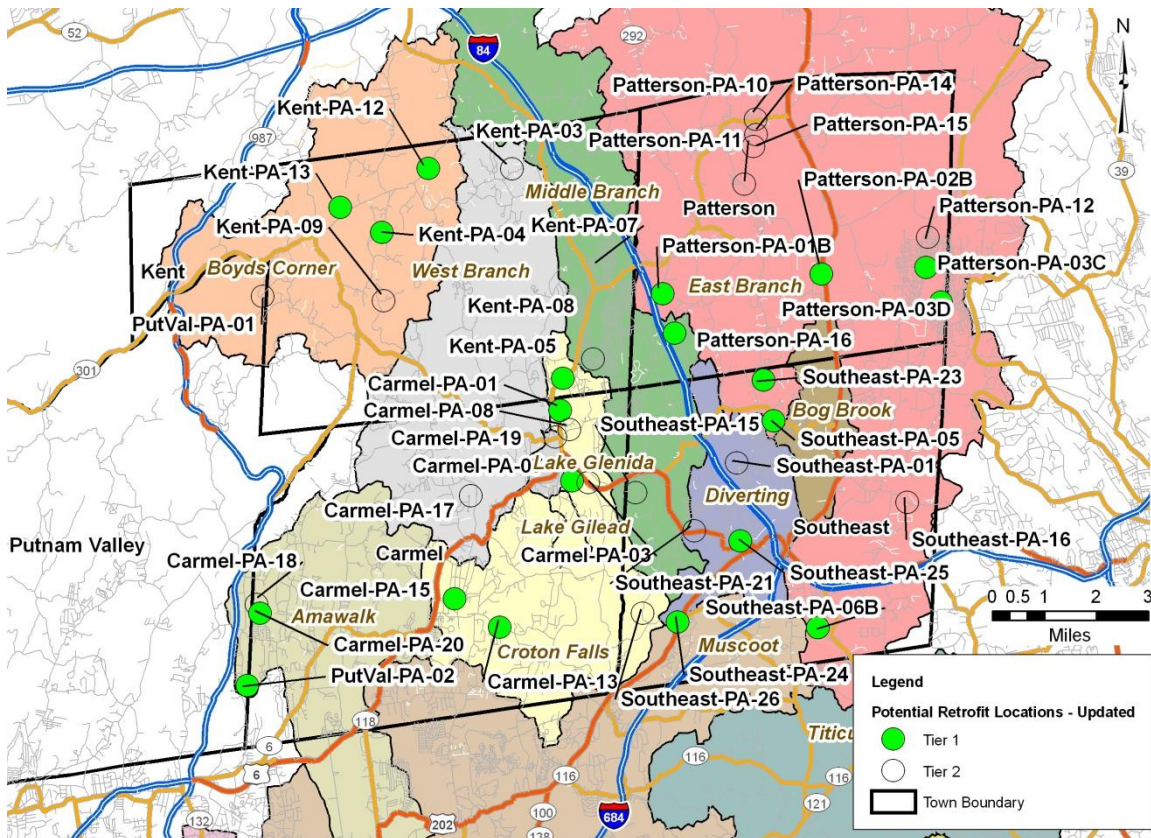 52
84
292
N
Patterson-PA-10
Patterson-PA-14
Kent-PA-12
Kent-PA-03
Patterson-PA-11
Patterson-PA-15
987
39
Kent-PA-13
Middle Branch
Patterson-PA-02B
Kent-PA-09
Kent-PA-04
Kent-PA-07
Patterson
Patterson-PA-12
Patterson-PA-01B
Kent
Boyds Corner
West Branch
East Branch
Patterson-PA-03C
Kent-PA-08
PutVal-PA-01
Patterson-PA-03D
Patterson-PA-16
Kent-PA-05
301
Carmel-PA-01
Southeast-PA-23
Carmel-PA-08
Bog Brook
Southeast-PA-15
Carmel-PA-19
Southeast-PA-05
Carmel-PA-0
Lake Glenida
Southeast-PA-01
Diverting
Carmel-PA-17
Lake Gilead
Southeast
Putnam Valley
Carmel
Carmel-PA-03
Southeast-PA-16
Carmel-PA-18
Southeast-PA-25
Carmel-PA-15
Southeast-PA-21
Southeast-PA-06B
0 0.5 1 2 3
Miles
Amawalk
Carmel-PA-20
Croton Falls
Muscoot
PutVal-PA-02
Carmel-PA-13
Southeast-PA-24
Southeast-PA-26
Legend
Potential Retrofit Locations - Updated
Tier 1
Tier 2
Town Boundary
118
6
6
116
116
121
Titicu
132
202
100
684
138